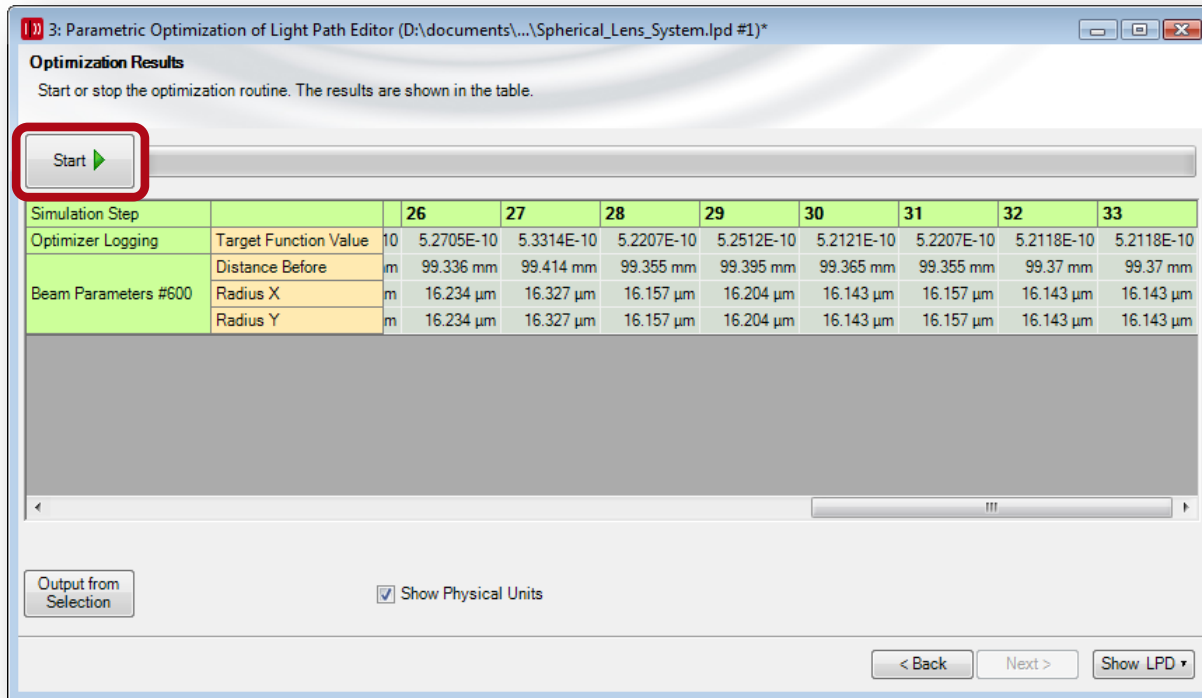 3: Parametric Optimization of Light Path Editor (D:\documents\...\Spherical_Lens_System.lpd #1)*
Optimization Results
Start or stop the optimization routine. The results are shown in the table.
Start
Simulation Step 26 27 28 29 30 31 32 33
Optimizer Logging Target Function Value 10 5.2705E-10 5.3314E-10 5.2207E-10 5.2512E-10 5.2121E-10 5.2207E-10 5.2118E-10 5.2118E-10
Beam Parameters #600 Distance Before m 99.336 mm 99.414 mm 99.355 mm 99.395 mm 99.365 mm 99.355 mm 99.37 mm 99.37 mm
Radius X m 16.234 µm 16.327 µm 16.157 µm 16.204 µm 16.143 µm 16.157 µm 16.143 µm 16.143 µm
Radius Y m 16.234 µm 16.327 µm 16.157 µm 16.204 µm 16.143 µm 16.157 µm 16.143 µm 16.143 µm
Output from
Selection
Show Physical Units
< Back Next > Show LPD